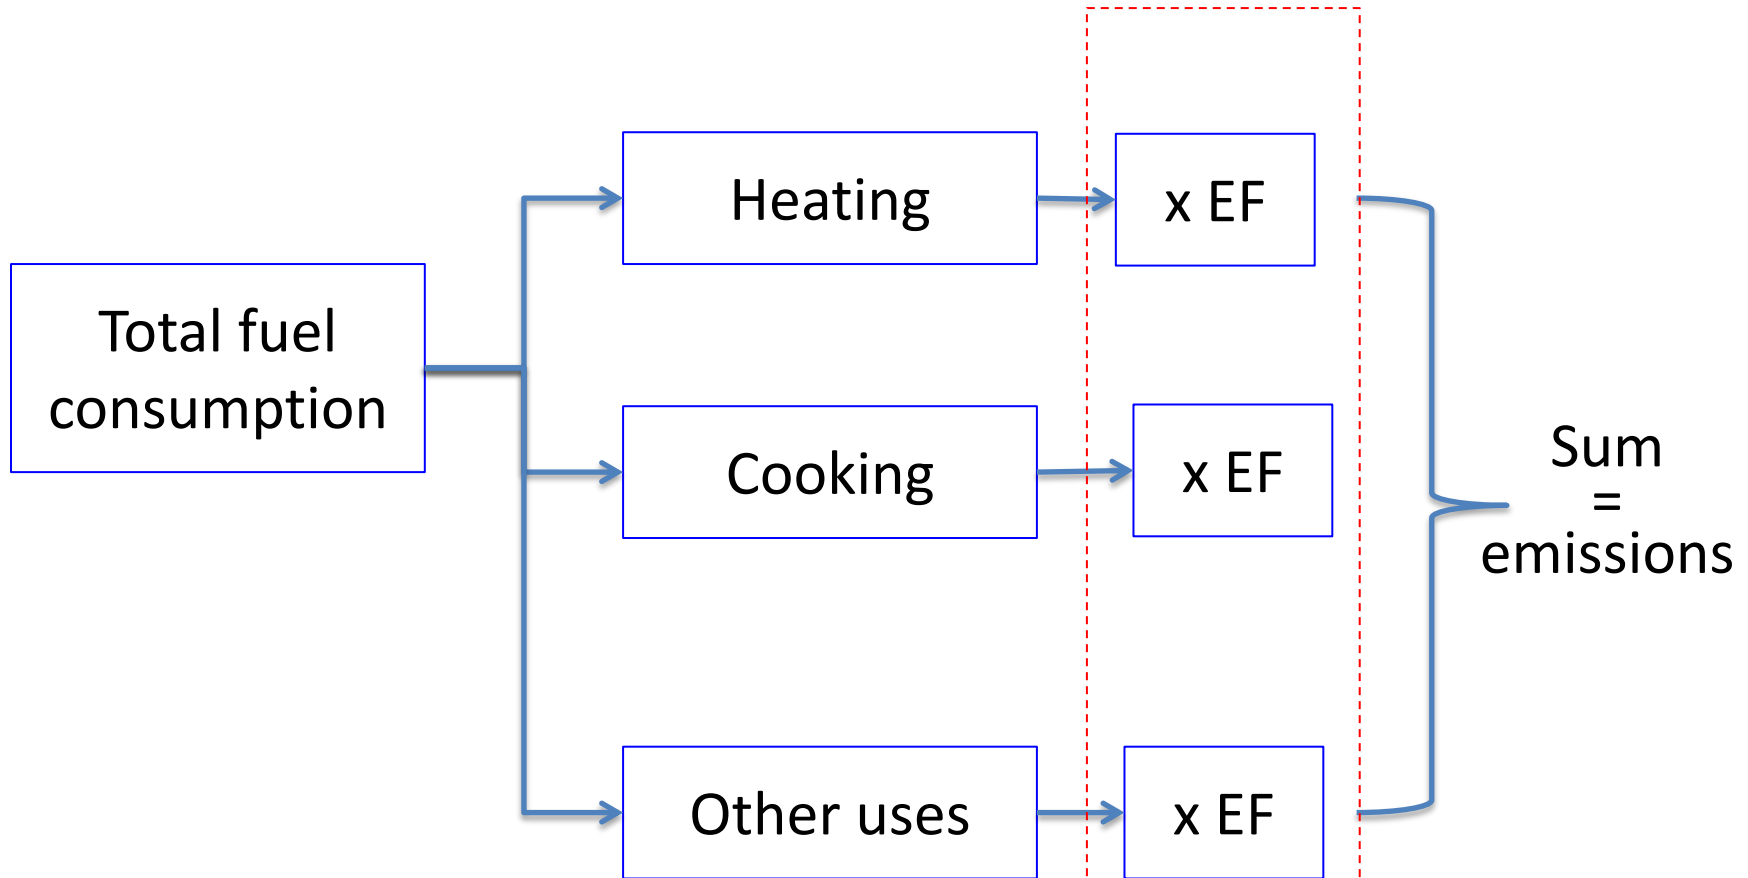 Total fuel
consumption
Heating
x EF
Cooking
x EF
Other uses
x EF
Sum
=
emissions